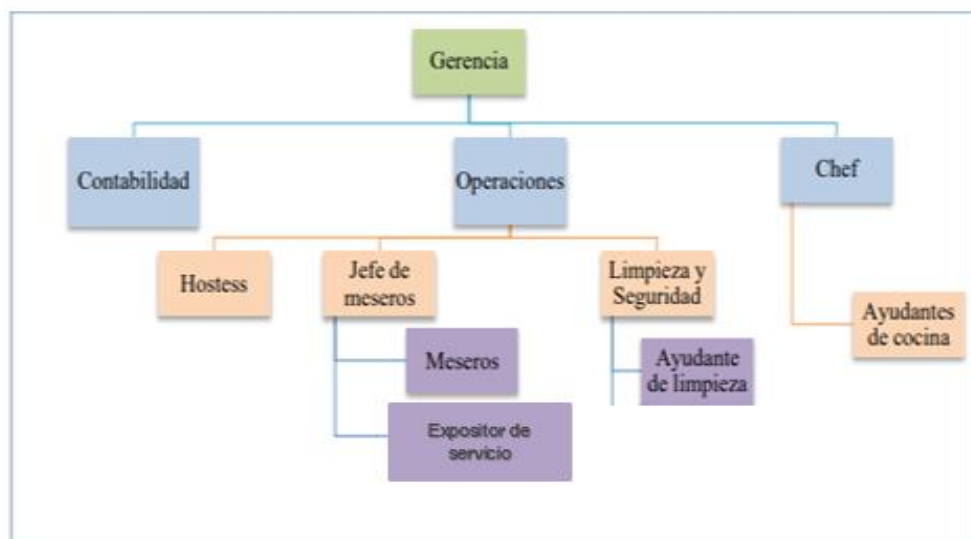 Gerencia
Contabilidad
Operaciones
Chef
Hostess
Jefe de
meseros
Limpieza y
Seguridad
Ayudantes
de cocina
Meseros
Ayudante
de limpieza
Expositor de
servicio